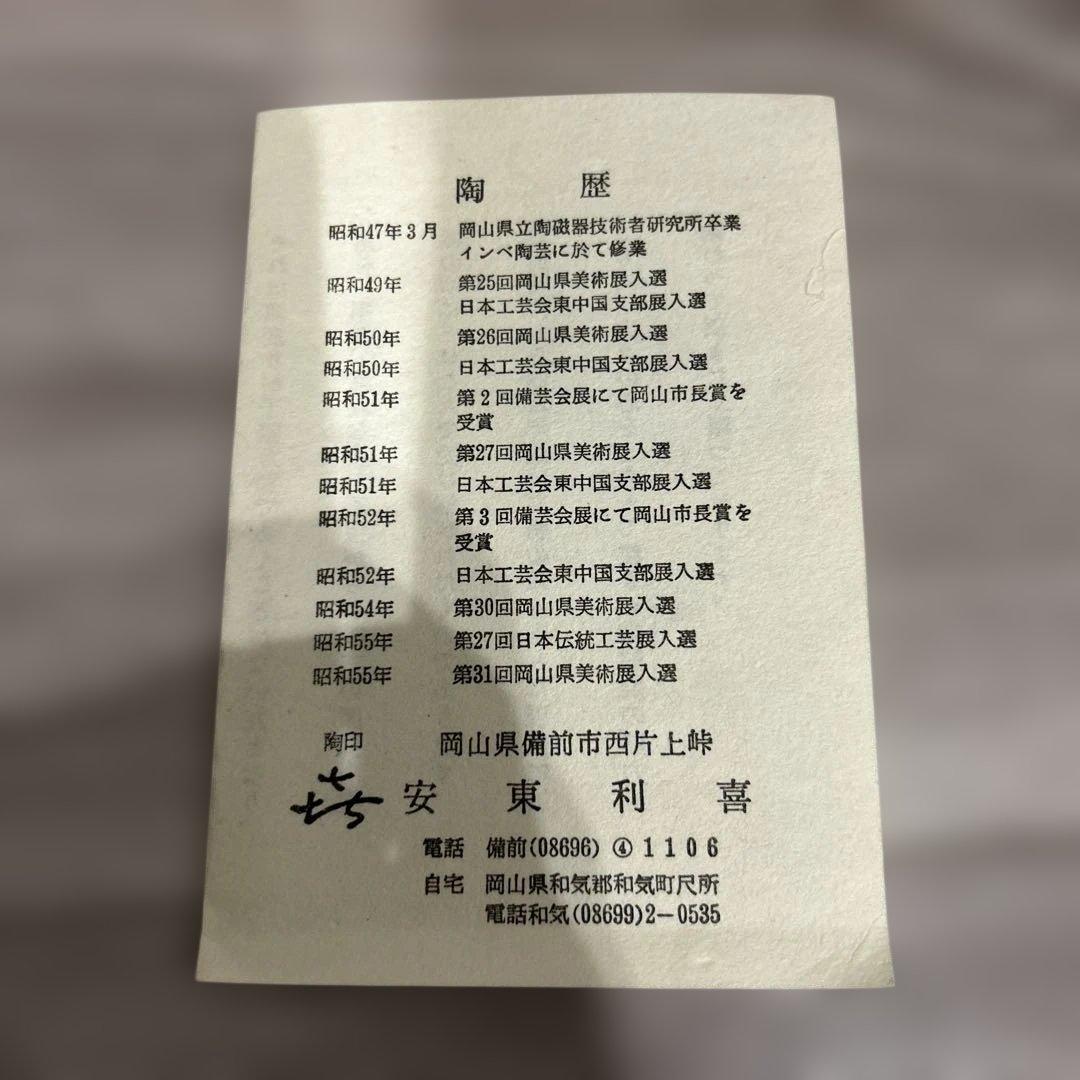 陶歴
昭和47年3月 岡山県立陶磁器技術者研究所卒業
インベ陶芸に於て修業
昭和49年 第25回岡山県美術展入選
日本工芸会東中国支部展入選
昭和50年 第26回岡山県美術展入選
昭和50年 日本工芸会東中国支部展入選
昭和51年 第2回備芸会展にて岡山市長賞を
受賞
昭和51年 第27回岡山県美術展入選
昭和51年 日本工芸会東中国支部展入選
昭和52年 第3回備芸会展にて岡山市長賞を
受賞
昭和52年 日本工芸会東中国支部展入選
昭和54年 第30回岡山県美術展入選
昭和55年 第27回日本伝統工芸展入選
昭和55年 第31回岡山県美術展入選
陶印 岡山県備前市西片上峠
㐂 安東利喜
電話 備前(08696)④1106
自宅 岡山県和気郡和気町尺所
電話和気(08699)2-0535